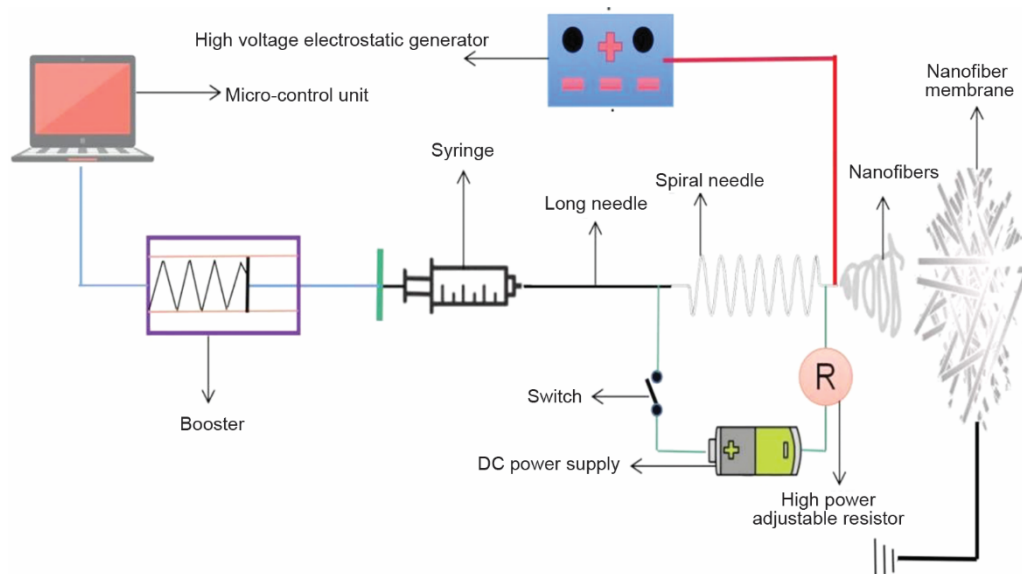 High voltage electrostatic generator
Micro-control unit
Nanofiber
membrane
Syringe
Spiral needle
Nanofibers
Long needle
R
Switch
Booster
DC power supply
High power
adjustable resistor